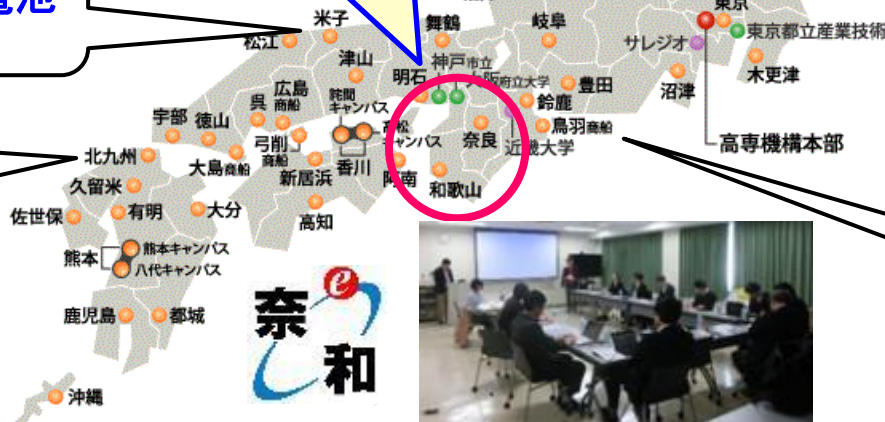 電池
東京
米子
舞鶴
岐阜
東京都立産業技術
サレジオ
松江
津山
神戸市立
大阪府立大学
明石
豊田
沼津
木更津
広島商船
詫間キャンパス
呉
鈴鹿
宇部
徳山
高松キャンパス
鳥羽商船
弓削商船
奈良
高専機構本部
近畿大学
北九州
大島商船
香川
新居浜
阿南
久留米
和歌山
佐世保
有明
大分
高知
熊本
熊本キャンパス
八代キャンパス
鹿児島
都城
e
奈
和
沖縄